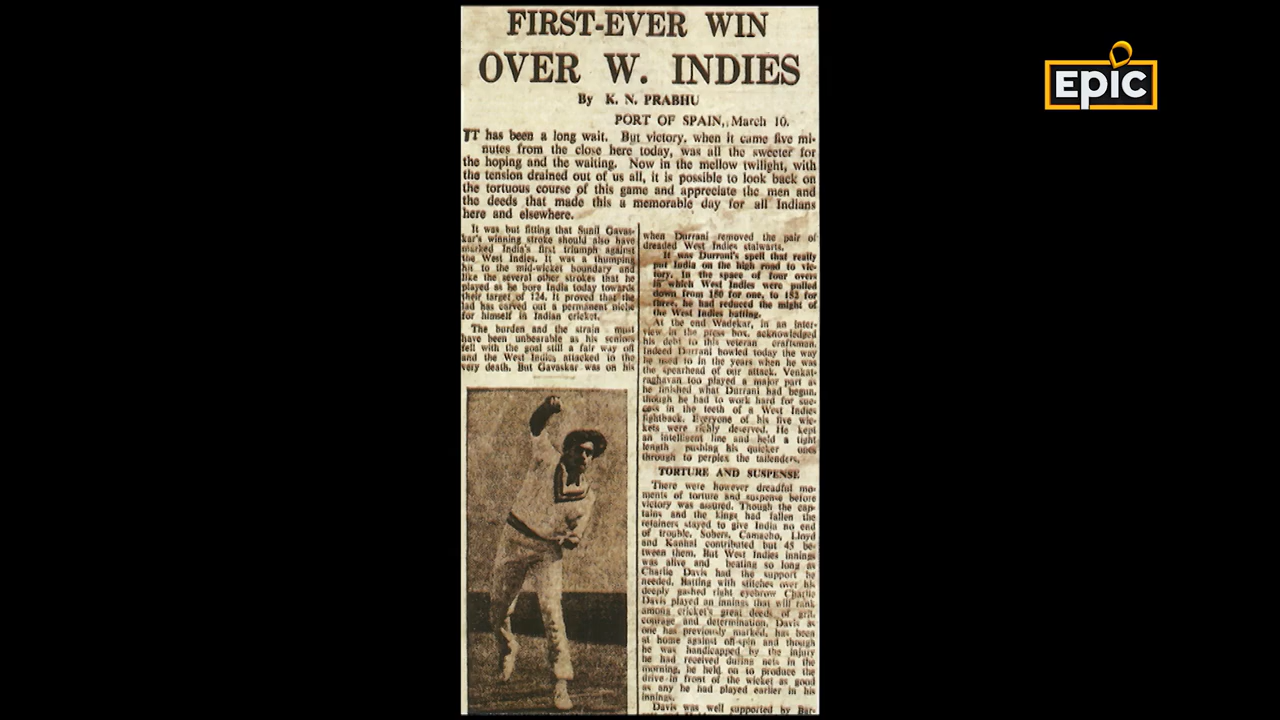 FIRST-EVER WIN
OVER W. INDIES
By K. N. PRABHU
PORT OF SPAIN, March 10.
IT has been a long wait. But victory, when it came five mi-
nutes from the close here today, was all the sweeter for
the hoping and the waiting. Now in the mellow twilight, with
the tension drained out of us all, it is possible to look back on
the tortuous course of this game and appreciate the men and
the deeds that made this a memorable day for all Indians
here and elsewhere.
It was but fitting that Sunil Gavas-
kar's winning stroke should also have
marked India's first triumph against
the West Indies. It was a thumping
hit to the mid-wicket boundary and
like the several other strokes that he
played as he bore India today towards
their target of 124. It proved that the
lad has carved out a permanent niche
for himself in Indian cricket.
The burden and the strain must
have been unbearable as his seniors
fell with the goal still a fair way off
and the West Indies attacked to the
very death. But Gavaskar was on his
when Durrani removed the pair of
dreaded West Indies stalwarts.
It was Durrani's spell that really
put India on the high road to vic-
tory. In the space of four overs
in which West Indies were pulled
down from 150 for one, to 152 for
three, he had reduced the might of
the West Indies batting.
At the end Wadekar, in an inter-
view in the press box, acknowledged
his debt to this veteran craftsman.
Indeed Durrani bowled today the way
he used to in the years when he was
the spearhead of our attack. Venkat-
raghavan too played a major part as
he finished what Durrani had begun,
though he had to work hard for suc-
cess in the teeth of a West Indies
fightback. Everyone of his five wic-
kets were richly deserved. He kept
an intelligent line and held a tight
length pushing his quicker ones
through to perplex the tailenders.
TORTURE AND SUSPENSE
There were however dreadful mo-
ments of torture and suspense before
victory was assured. Though the cap-
tains and the kings had fallen the
retainers stayed to give India no end
of trouble. Sobers, Camacho, Lloyd
and Kanhai contributed but 45 be-
tween them. But West Indies innings
was alive and beating so long as
Charlie Davis had the support he
needed. Batting with stitches over his
deeply gashed right eyebrow Charlie
Davis played an innings that will rank
among cricket's great deeds of grit,
courage and determination. Davis as
one has previously marked, has been
at home against off-spin and though
he was handicapped by the injury
he had received during nets in the
morning, he held on to produce the
drive in front of the wicket as good
as any he had played earlier in his
innings.
Davis was well supported by Bar-
EPIC